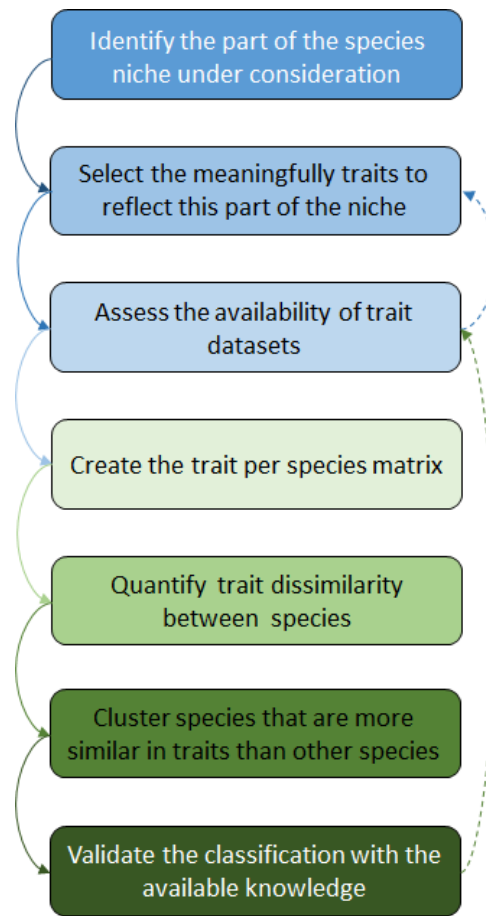 Identify the part of the species
niche under consideration
Select the meaningfully traits to
reflect this part of the niche
Assess the availability of trait
datasets
Create the trait per species matrix
Quantify trait dissimilarity
between species
Cluster species that are more
similar in traits than other species
Validate the classification with the
available knowledge